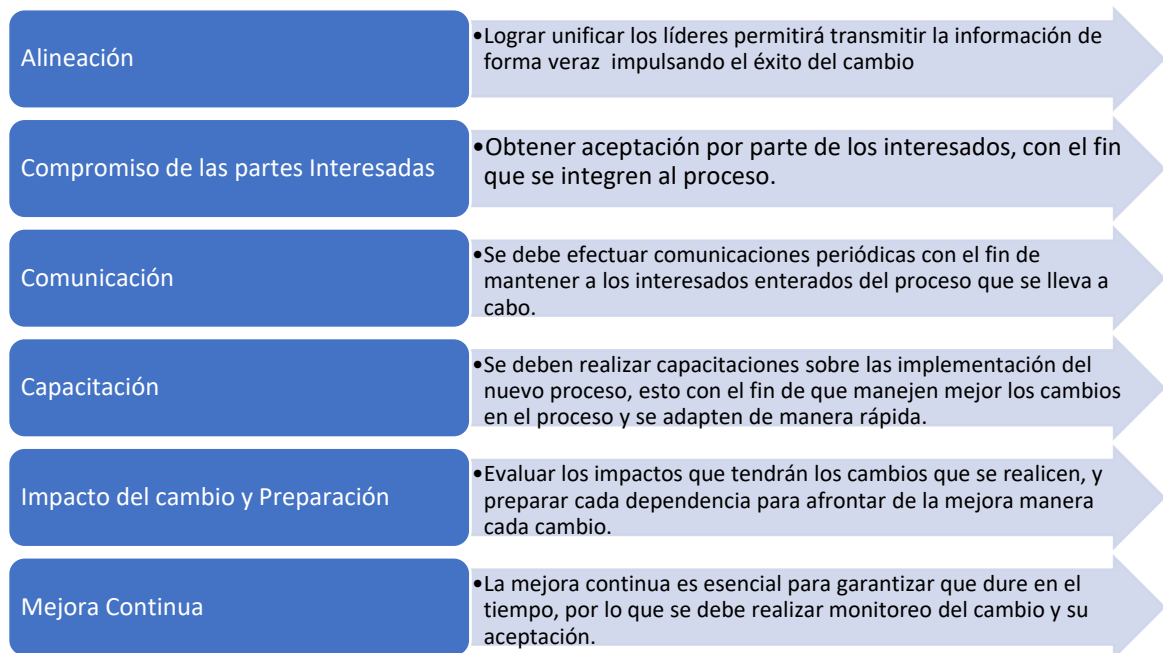 Alineación
•Lograr unificar los líderes permitirá transmitir la información de
forma veraz impulsando el éxito del cambio
Compromiso de las partes Interesadas
•Obtener aceptación por parte de los interesados, con el fin
que se integren al proceso.
Comunicación
•Se debe efectuar comunicaciones periódicas con el fin de
mantener a los interesados enterados del proceso que se lleva a
cabo.
Capacitación
•Se deben realizar capacitaciones sobre las implementación del
nuevo proceso, esto con el fin de que manejen mejor los cambios
en el proceso y se adapten de manera rápida.
Impacto del cambio y Preparación
•Evaluar los impactos que tendrán los cambios que se realicen, y
preparar cada dependencia para afrontar de la mejora manera
cada cambio.
Mejora Continua
•La mejora continua es esencial para garantizar que dure en el
tiempo, por lo que se debe realizar monitoreo del cambio y su
aceptación.